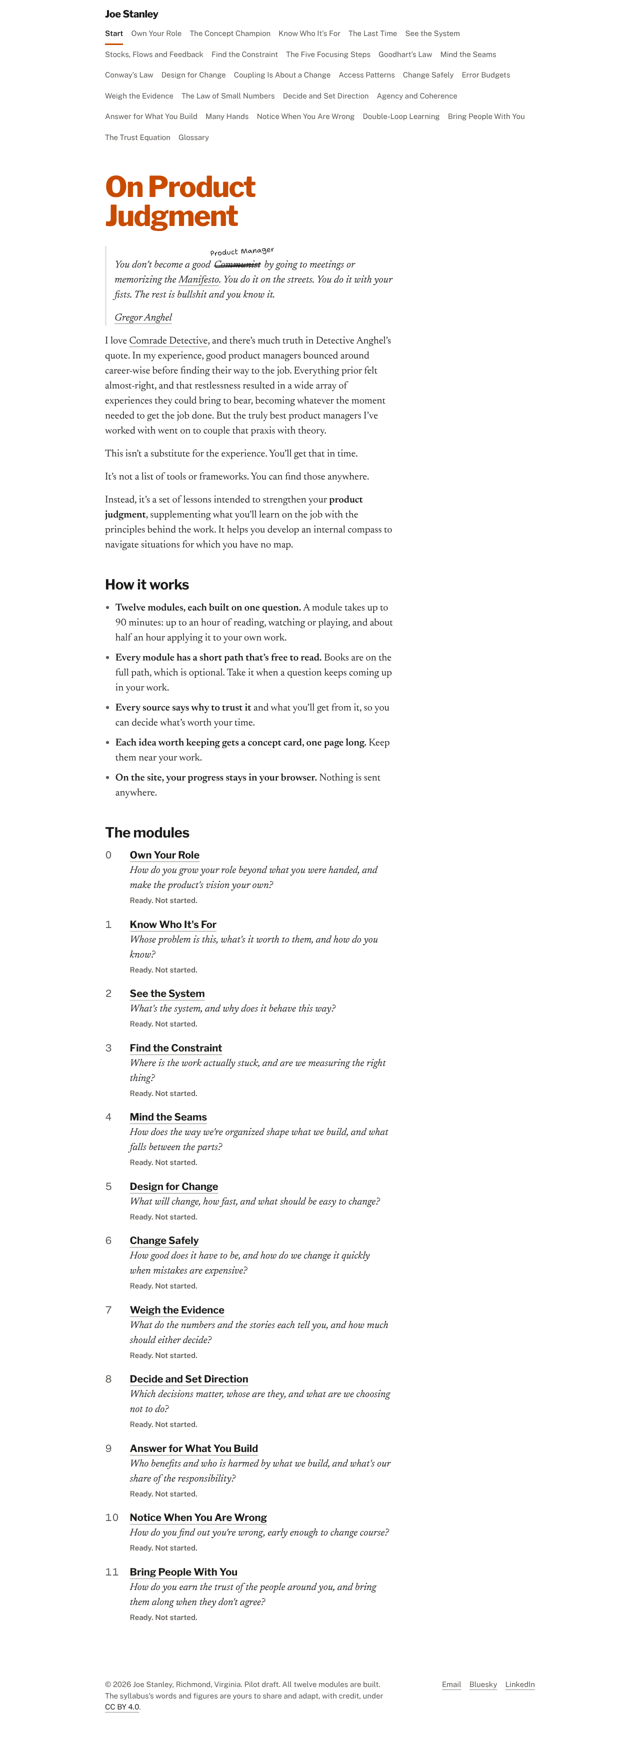 Joe Stanley
Start Own Your Role The Concept Champion Know Who It's For The Last Time See the System
Stocks, Flows and Feedback Find the Constraint The Five Focusing Steps Goodhart's Law Mind the Seams
Conway's Law Design for Change Coupling Is About a Change Access Patterns Change Safely Error Budgets
Weigh the Evidence The Law of Small Numbers Decide and Set Direction Agency and Coherence
Answer for What You Build Many Hands Notice When You Are Wrong Double-Loop Learning Bring People With You
The Trust Equation Glossary
On Product
Judgment
Product Manager
You don't become a good Communist by going to meetings or
memorizing the Manifesto. You do it on the streets. You do it with your
fists. The rest is bullshit and you know it.
Gregor Anghel
I love Comrade Detective, and there's much truth in Detective Anghel's
quote. In my experience, good product managers bounced around
career-wise before finding their way to the job. Everything prior felt
almost-right, and that restlessness resulted in a wide array of
experiences they could bring to bear, becoming whatever the moment
needed to get the job done. But the truly best product managers I've
worked with went on to couple that praxis with theory.
This isn't a substitute for the experience. You'll get that in time.
It's not a list of tools or frameworks. You can find those anywhere.
Instead, it's a set of lessons intended to strengthen your product
judgment, supplementing what you'll learn on the job with the
principles behind the work. It helps you develop an internal compass to
navigate situations for which you have no map.
How it works
• Twelve modules, each built on one question. A module takes up to
90 minutes: up to an hour of reading, watching or playing, and about
half an hour applying it to your own work.
• Every module has a short path that's free to read. Books are on the
full path, which is optional. Take it when a question keeps coming up
in your work.
• Every source says why to trust it and what you'll get from it, so you
can decide what's worth your time.
• Each idea worth keeping gets a concept card, one page long. Keep
them near your work.
• On the site, your progress stays in your browser. Nothing is sent
anywhere.
The modules
0 Own Your Role
How do you grow your role beyond what you were handed, and
make the product's vision your own?
Ready. Not started.
1 Know Who It's For
Whose problem is this, what's it worth to them, and how do you
know?
Ready. Not started.
2 See the System
What's the system, and why does it behave this way?
Ready. Not started.
3 Find the Constraint
Where is the work actually stuck, and are we measuring the right
thing?
Ready. Not started.
4 Mind the Seams
How does the way we're organized shape what we build, and what
falls between the parts?
Ready. Not started.
5 Design for Change
What will change, how fast, and what should be easy to change?
Ready. Not started.
6 Change Safely
How good does it have to be, and how do we change it quickly
when mistakes are expensive?
Ready. Not started.
7 Weigh the Evidence
What do the numbers and the stories each tell you, and how much
should either decide?
Ready. Not started.
8 Decide and Set Direction
Which decisions matter, whose are they, and what are we choosing
not to do?
Ready. Not started.
9 Answer for What You Build
Who benefits and who is harmed by what we build, and what's our
share of the responsibility?
Ready. Not started.
10 Notice When You Are Wrong
How do you find out you're wrong, early enough to change course?
Ready. Not started.
11 Bring People With You
How do you earn the trust of the people around you, and bring
them along when they don't agree?
Ready. Not started.
© 2026 Joe Stanley, Richmond, Virginia. Pilot draft. All twelve modules are built.
The syllabus's words and figures are yours to share and adapt, with credit, under
CC BY 4.0.
Email Bluesky LinkedIn